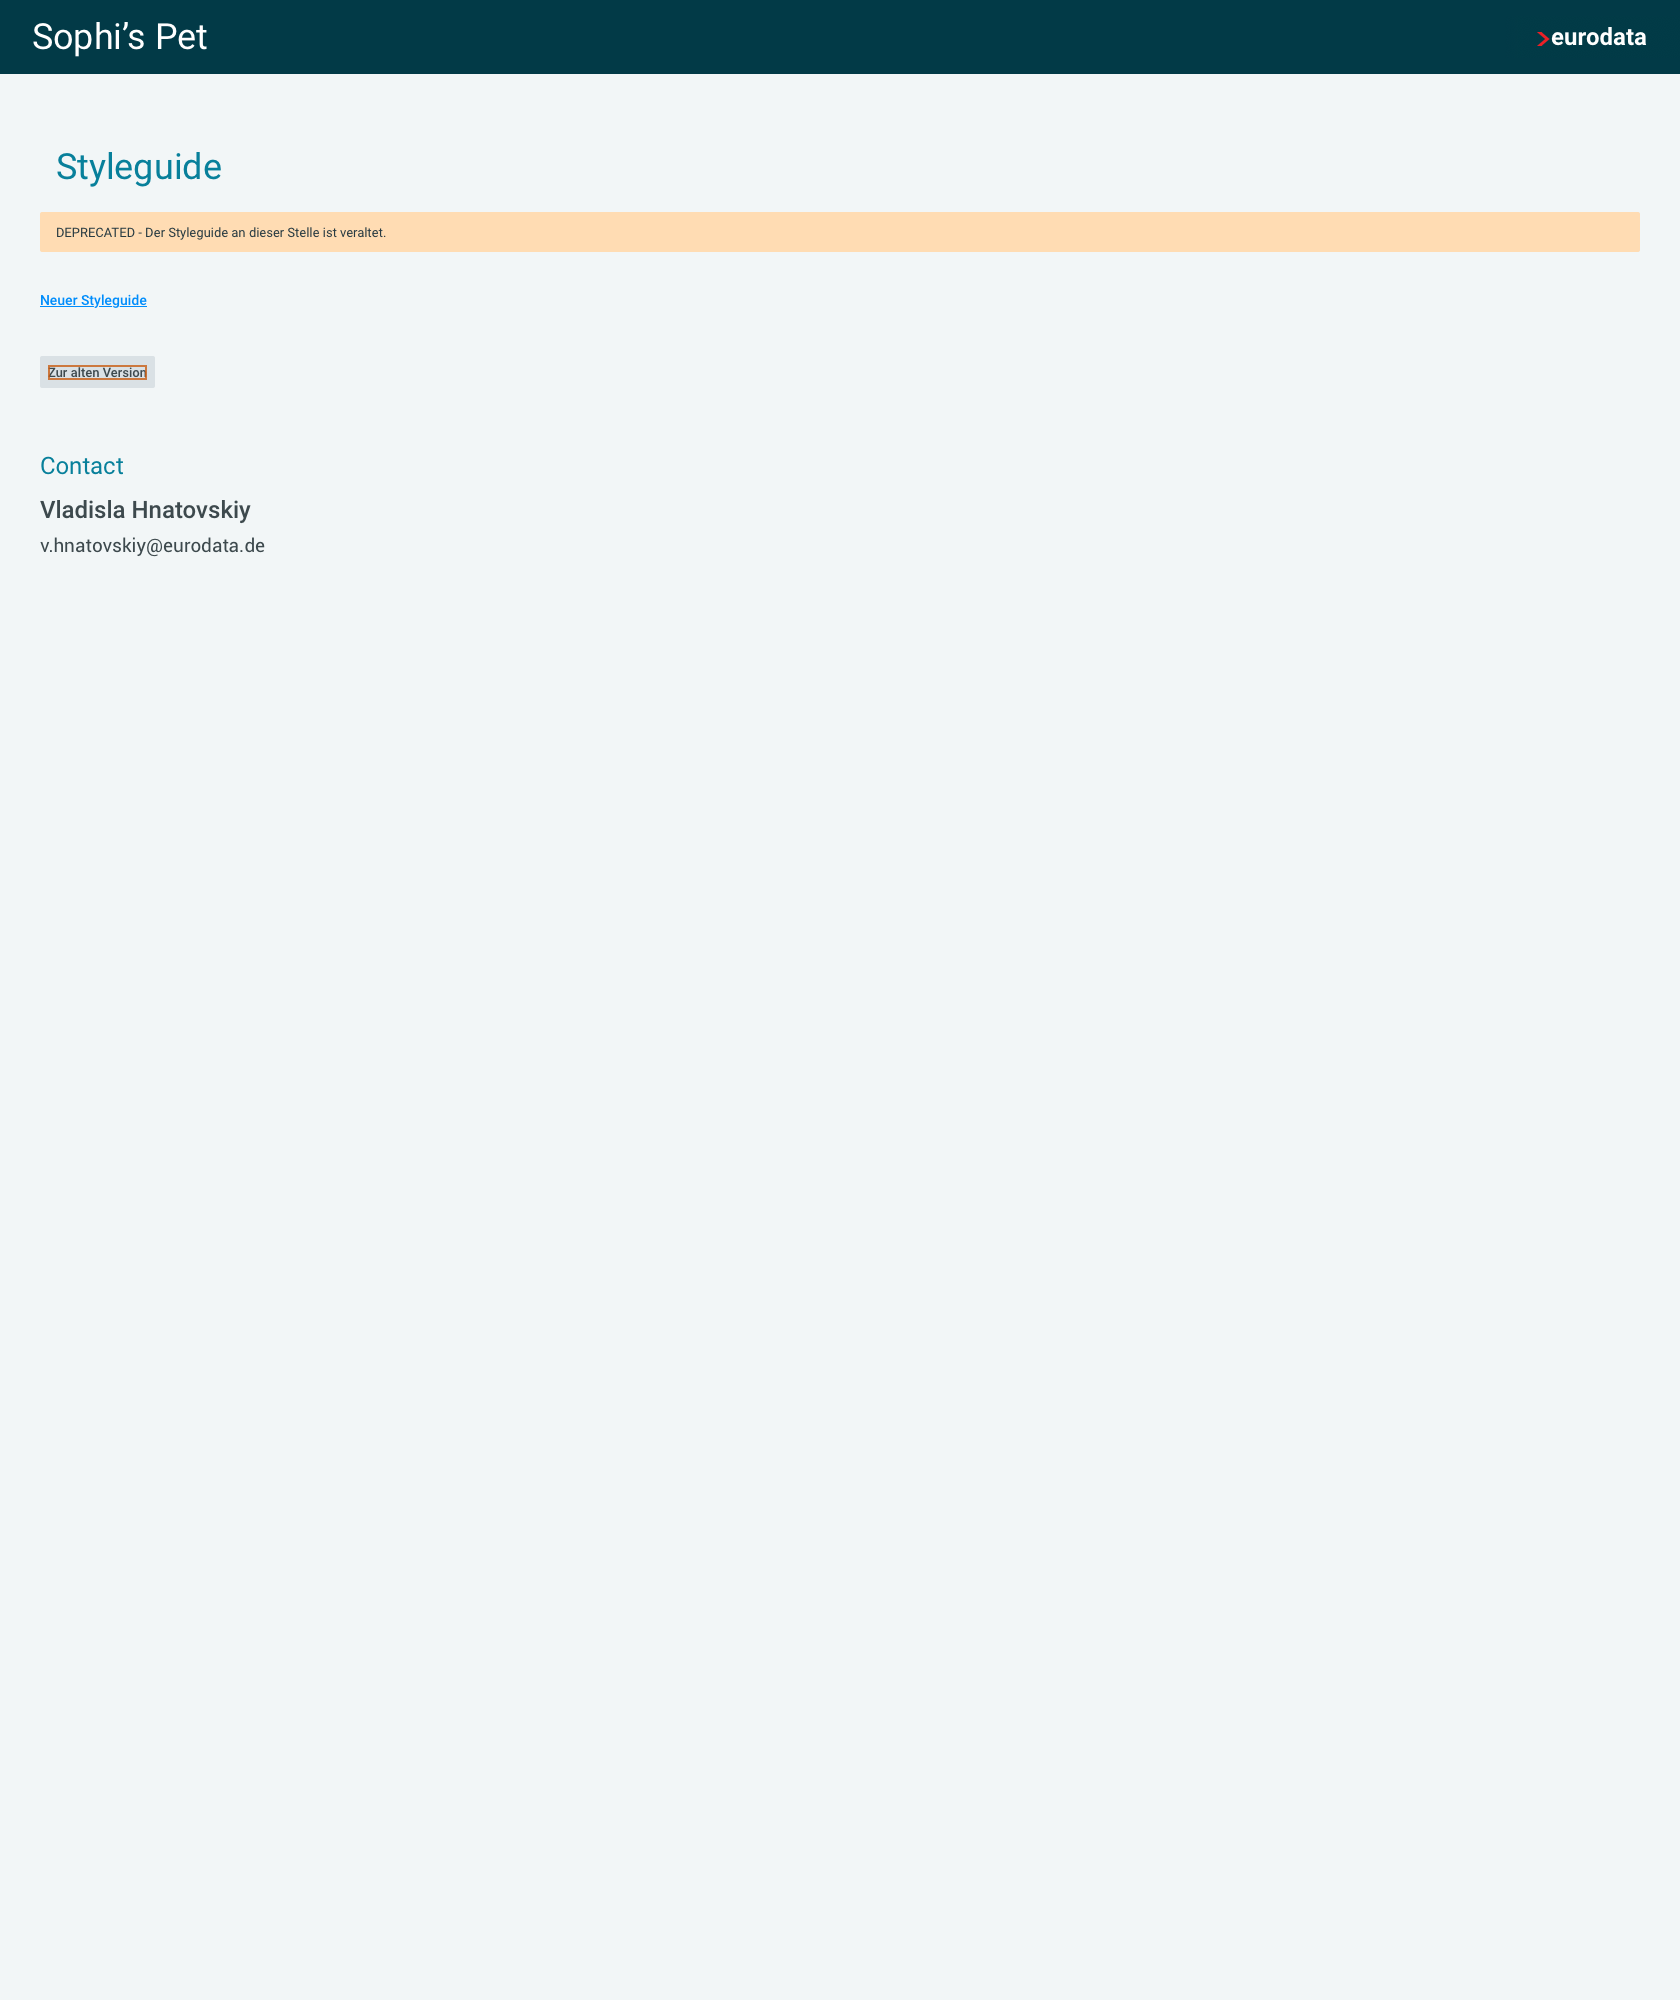 Sophi’s Pet
eurodata
Styleguide
DEPRECATED - Der Styleguide an dieser Stelle ist veraltet.
Neuer Styleguide
Zur alten Version
Contact
Vladisla Hnatovskiy
v.hnatovskiy@eurodata.de